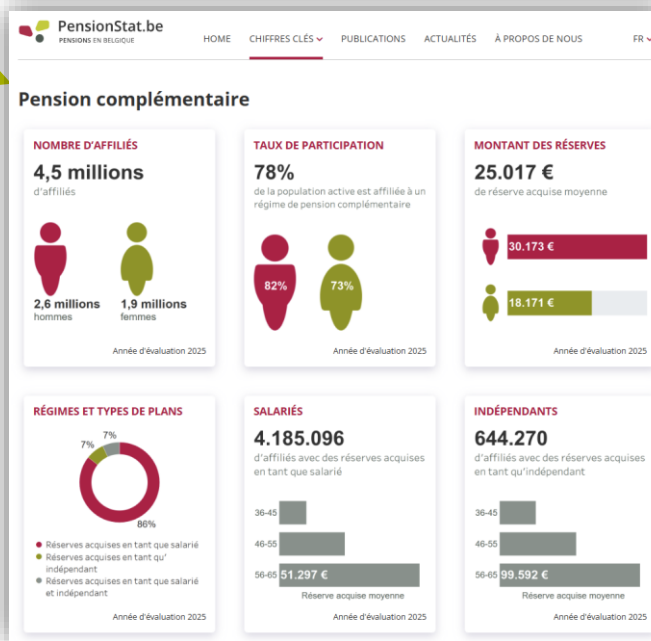 PensionStat.be
PENSIONS EN BELGIQUE
HOME CHIFFRES CLÉS PUBLICATIONS ACTUALITÉS À PROPOS DE NOUS FR
Pension complémentaire
NOMBRE D'AFFILIÉS
4,5 millions
d'affiliés
2,6 millions
hommes
1,9 millions
femmes
Année d'évaluation 2025
TAUX DE PARTICIPATION
78%
de la population active est affiliée à un
régime de pension complémentaire
82%
73%
Année d'évaluation 2025
MONTANT DES RÉSERVES
25.017 €
de réserve acquise moyenne
30.173 €
18.171 €
Année d'évaluation 2025
RÉGIMES ET TYPES DE PLANS
7%
7%
86%
Réserves acquises en tant que salarié
Réserves acquises en tant qu'
indépendant
Réserves acquises en tant que salarié
et indépendant
Année d'évaluation 2025
SALARIÉS
4.185.096
d'affiliés avec des réserves acquises
en tant que salarié
36-45
46-55
56-65 51.297 €
Réserve acquise moyenne
Année d'évaluation 2025
INDÉPENDANTS
644.270
d'affiliés avec des réserves acquises
en tant qu'indépendant
36-45
46-55
56-65 99.592 €
Réserve acquise moyenne
Année d'évaluation 2025